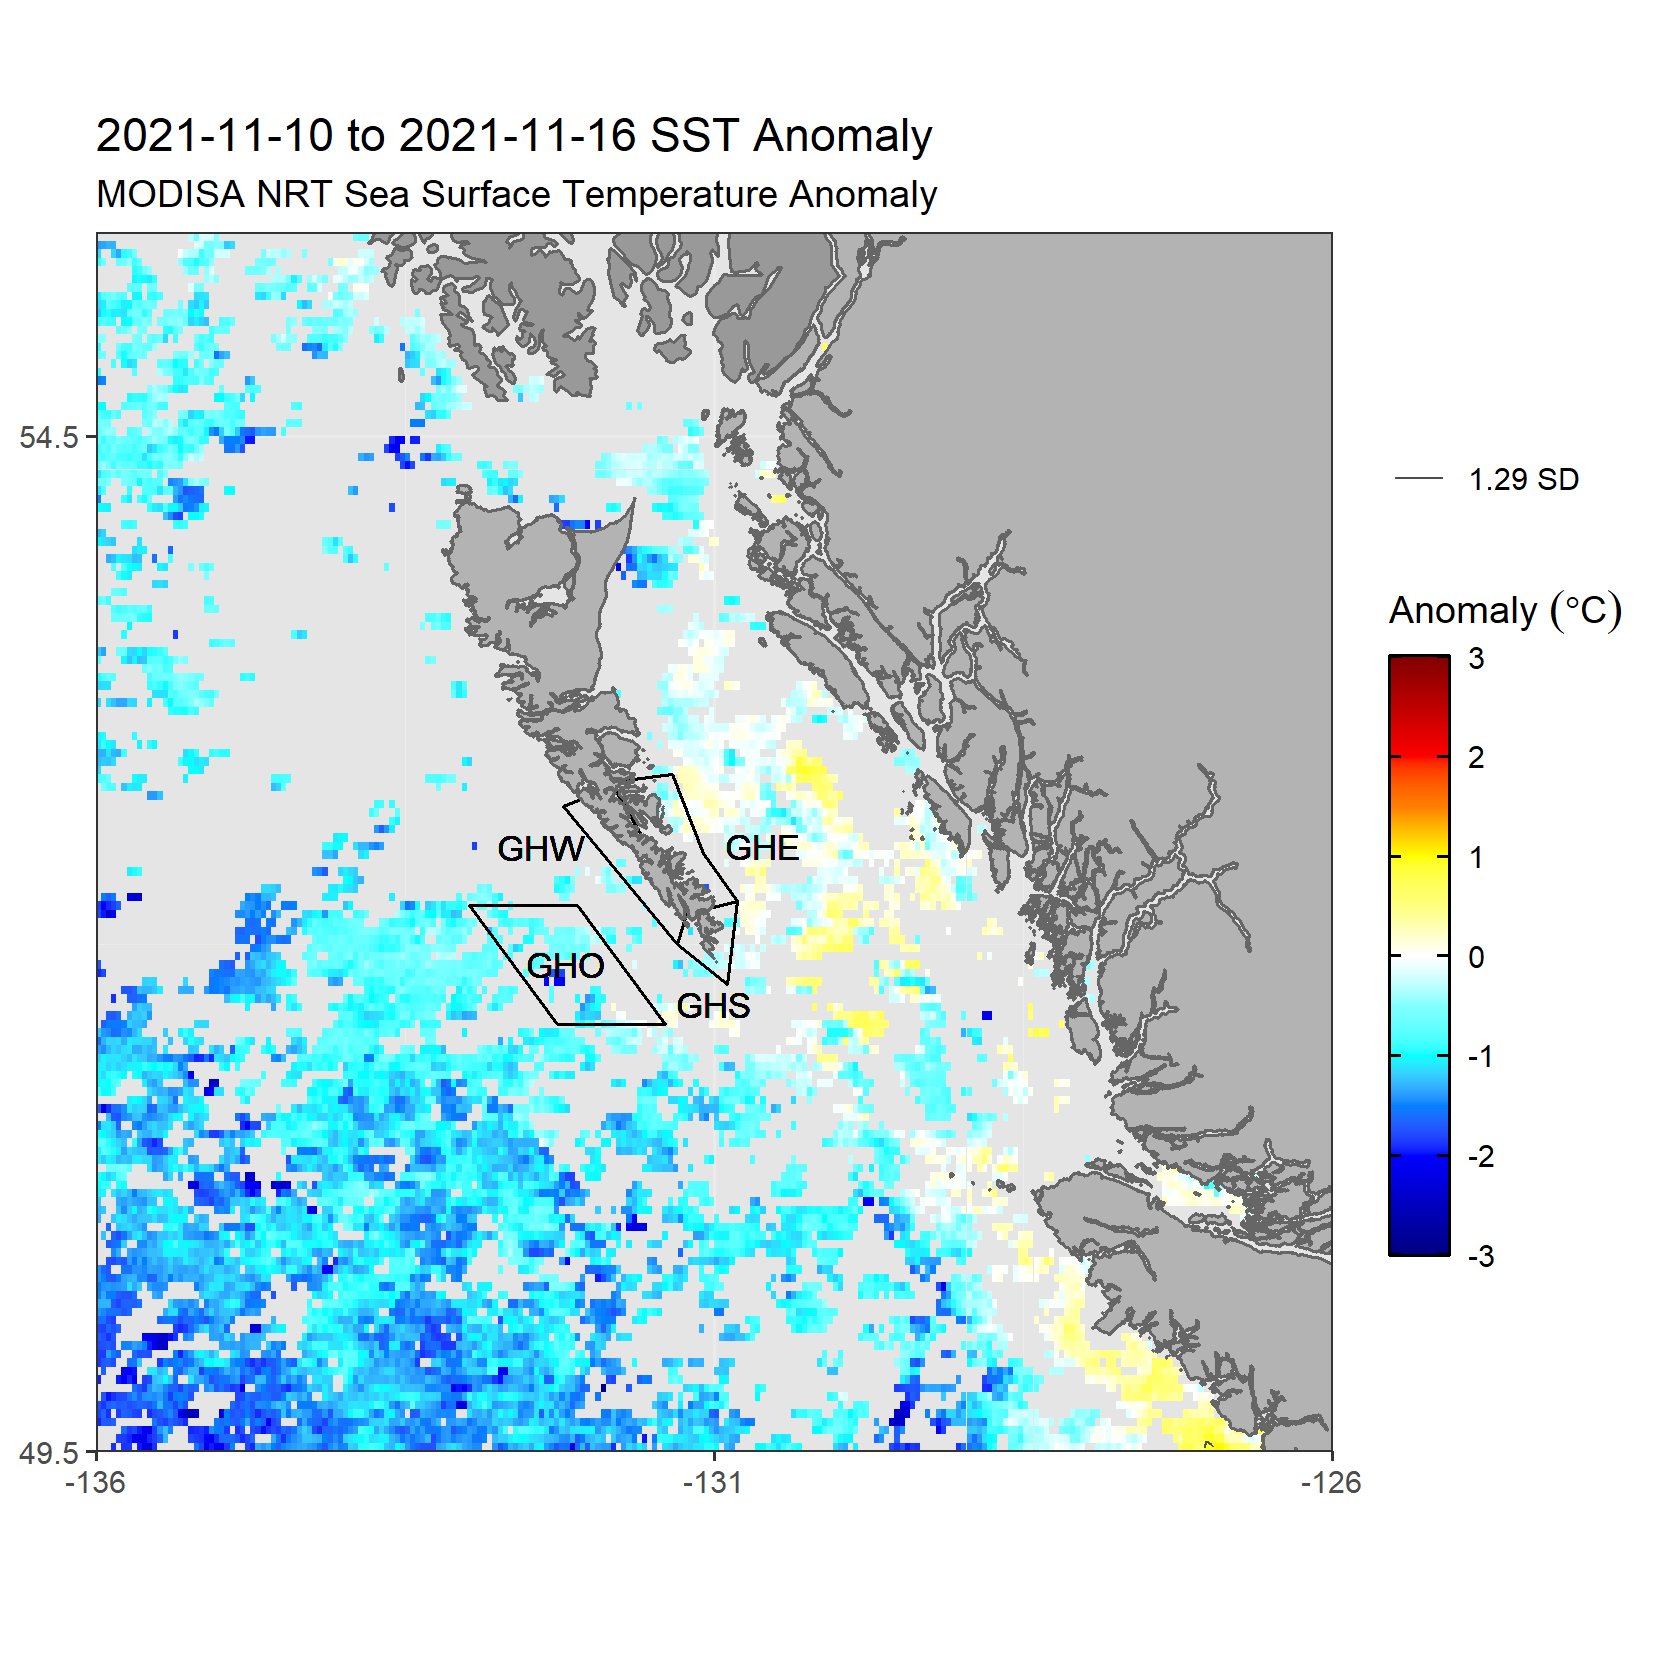 2021-11-10 to 2021-11-16 SST Anomaly
MODISA NRT Sea Surface Temperature Anomaly
54.5
49.5
-136
-131
-126
GHW
GHE
GHO
GHS
1.29 SD
Anomaly (°C)
3
2
1
0
-1
-2
-3